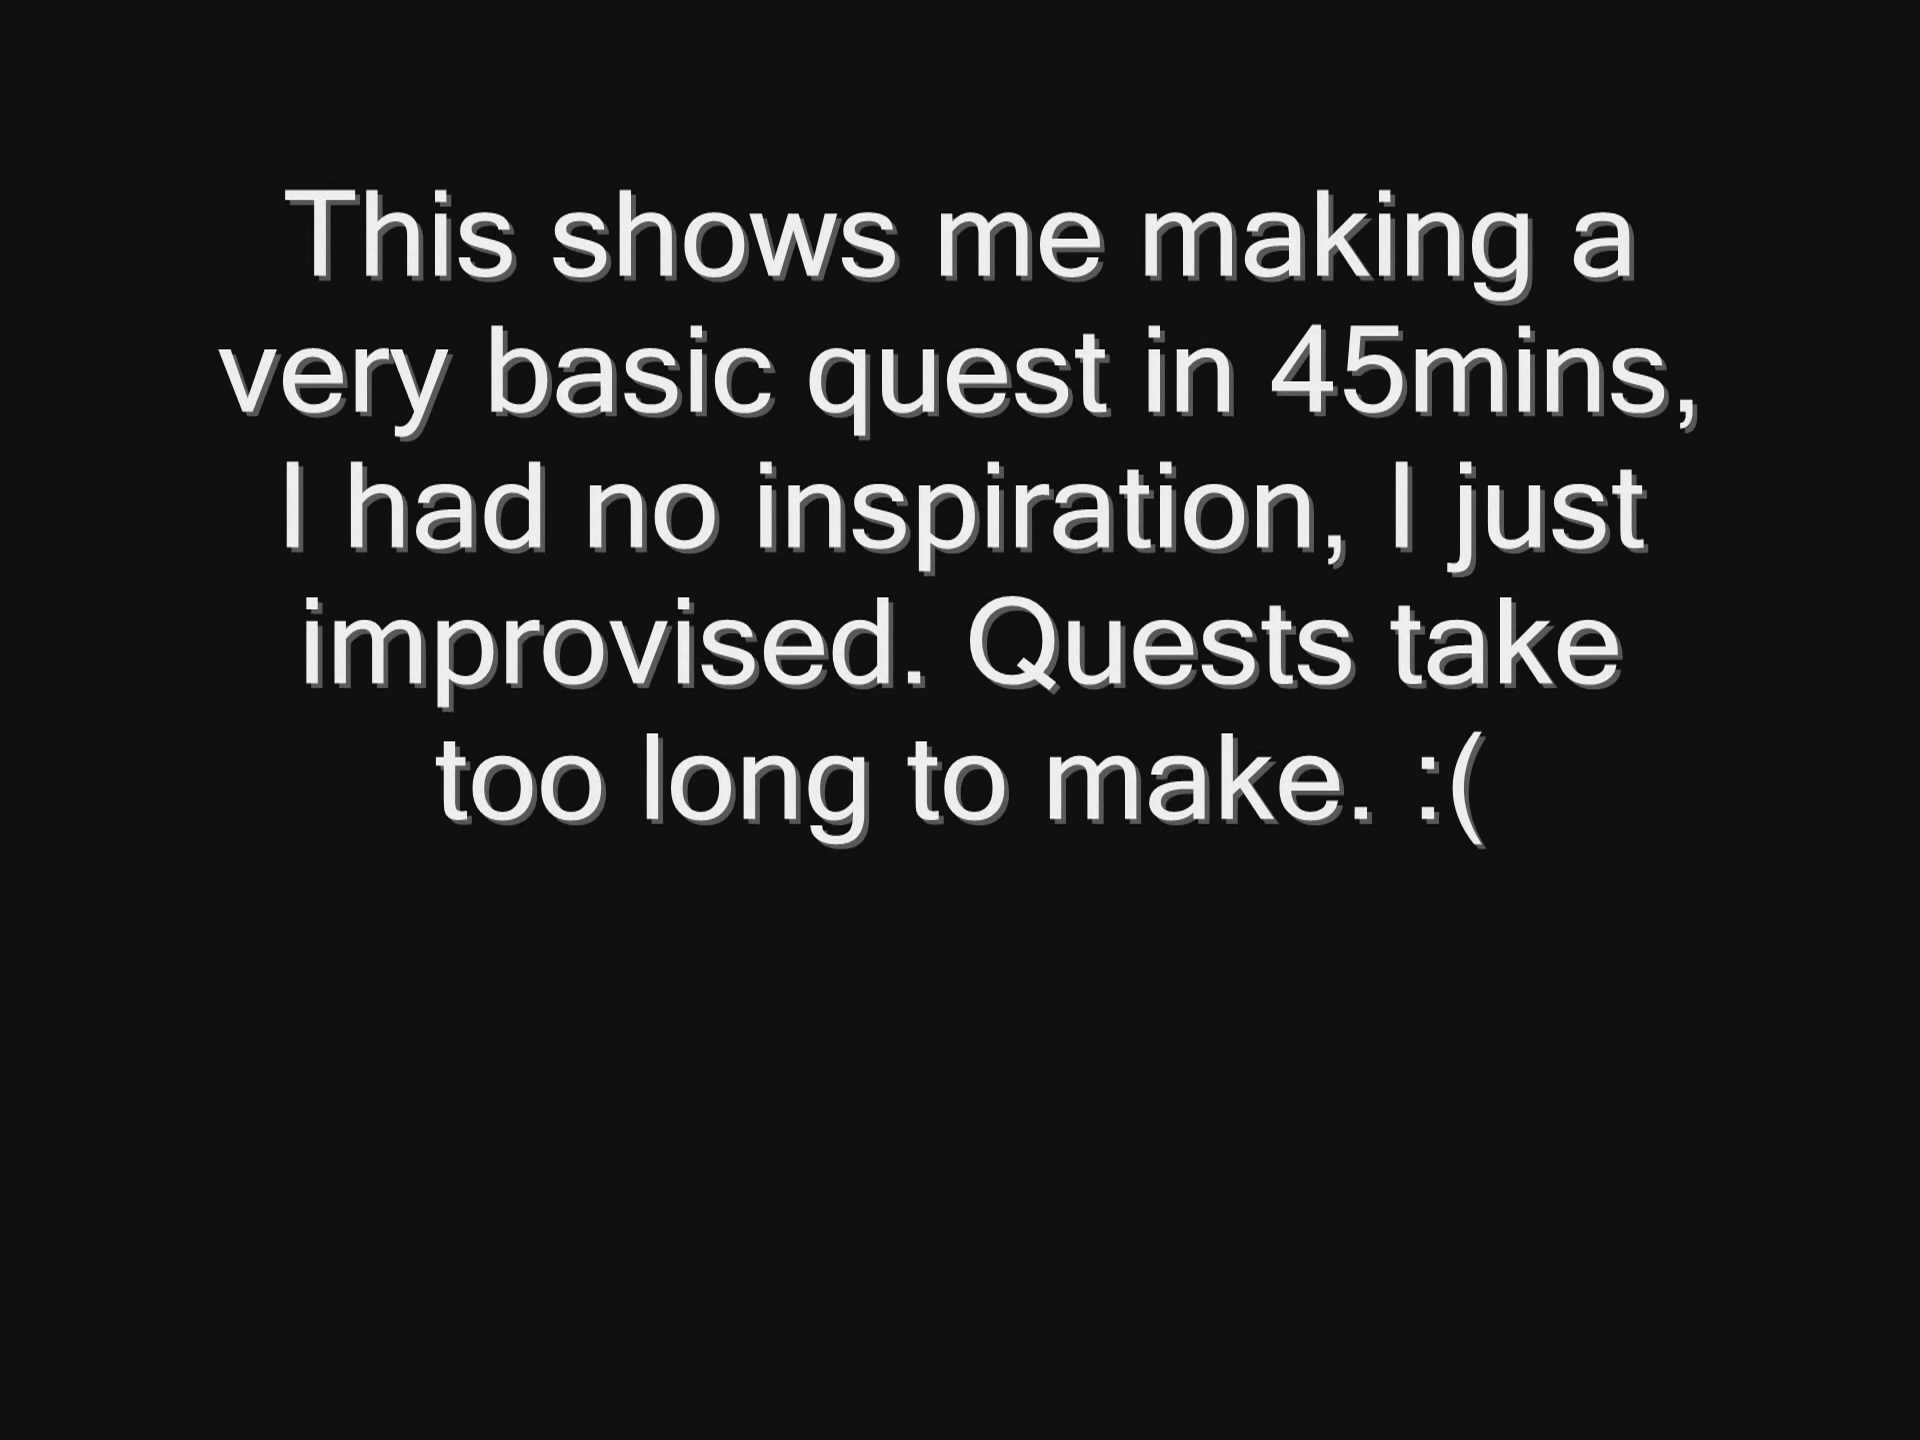 This shows me making a
very basic quest in 45mins,
I had no inspiration, I just
improvised. Quests take
too long to make. :(